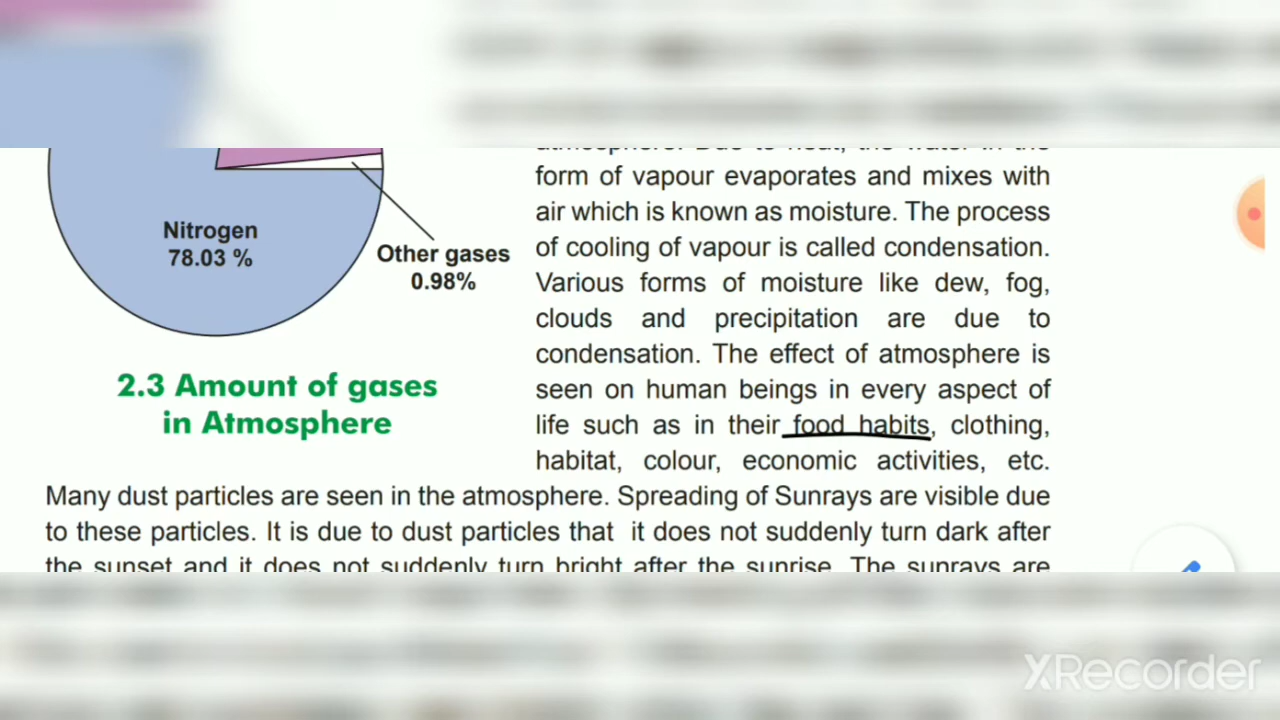 form of vapour evaporates and mixes with
air which is known as moisture. The process
of cooling of vapour is called condensation.
Various forms of moisture like dew, fog,
clouds and precipitation are due to
condensation. The effect of atmosphere is
seen on human beings in every aspect of
life such as in their food habits, clothing,
habitat, colour, economic activities, etc.
Nitrogen
78.03 %
Other gases
0.98%
2.3 Amount of gases
in Atmosphere
Many dust particles are seen in the atmosphere. Spreading of Sunrays are visible due
to these particles. It is due to dust particles that it does not suddenly turn dark after
the sunset and it does not suddenly turn bright after the sunrise. The sunrays are
XRecorder